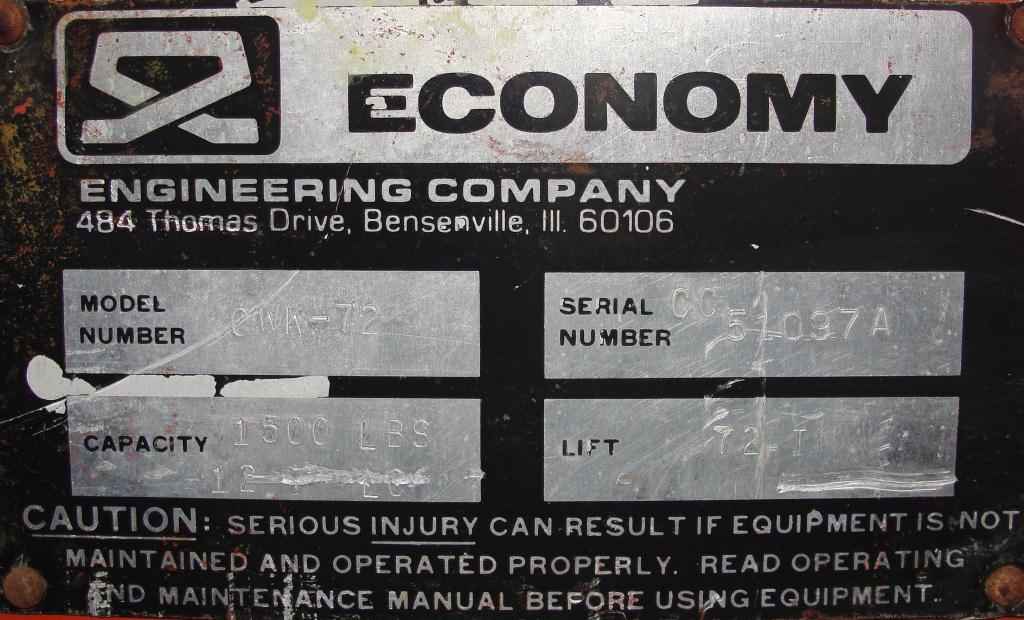 ECONOMY
ENGINEERING COMPANY
484 Thomas Drive, Bensenville, Ill. 60106
MODEL NUMBER CWK-72
SERIAL NUMBER CC 51097A
CAPACITY 1500 LBS
LIFT 72-I
CAUTION: SERIOUS INJURY CAN RESULT IF EQUIPMENT IS NOT
MAINTAINED AND OPERATED PROPERLY. READ OPERATING
AND MAINTENANCE MANUAL BEFORE USING EQUIPMENT.